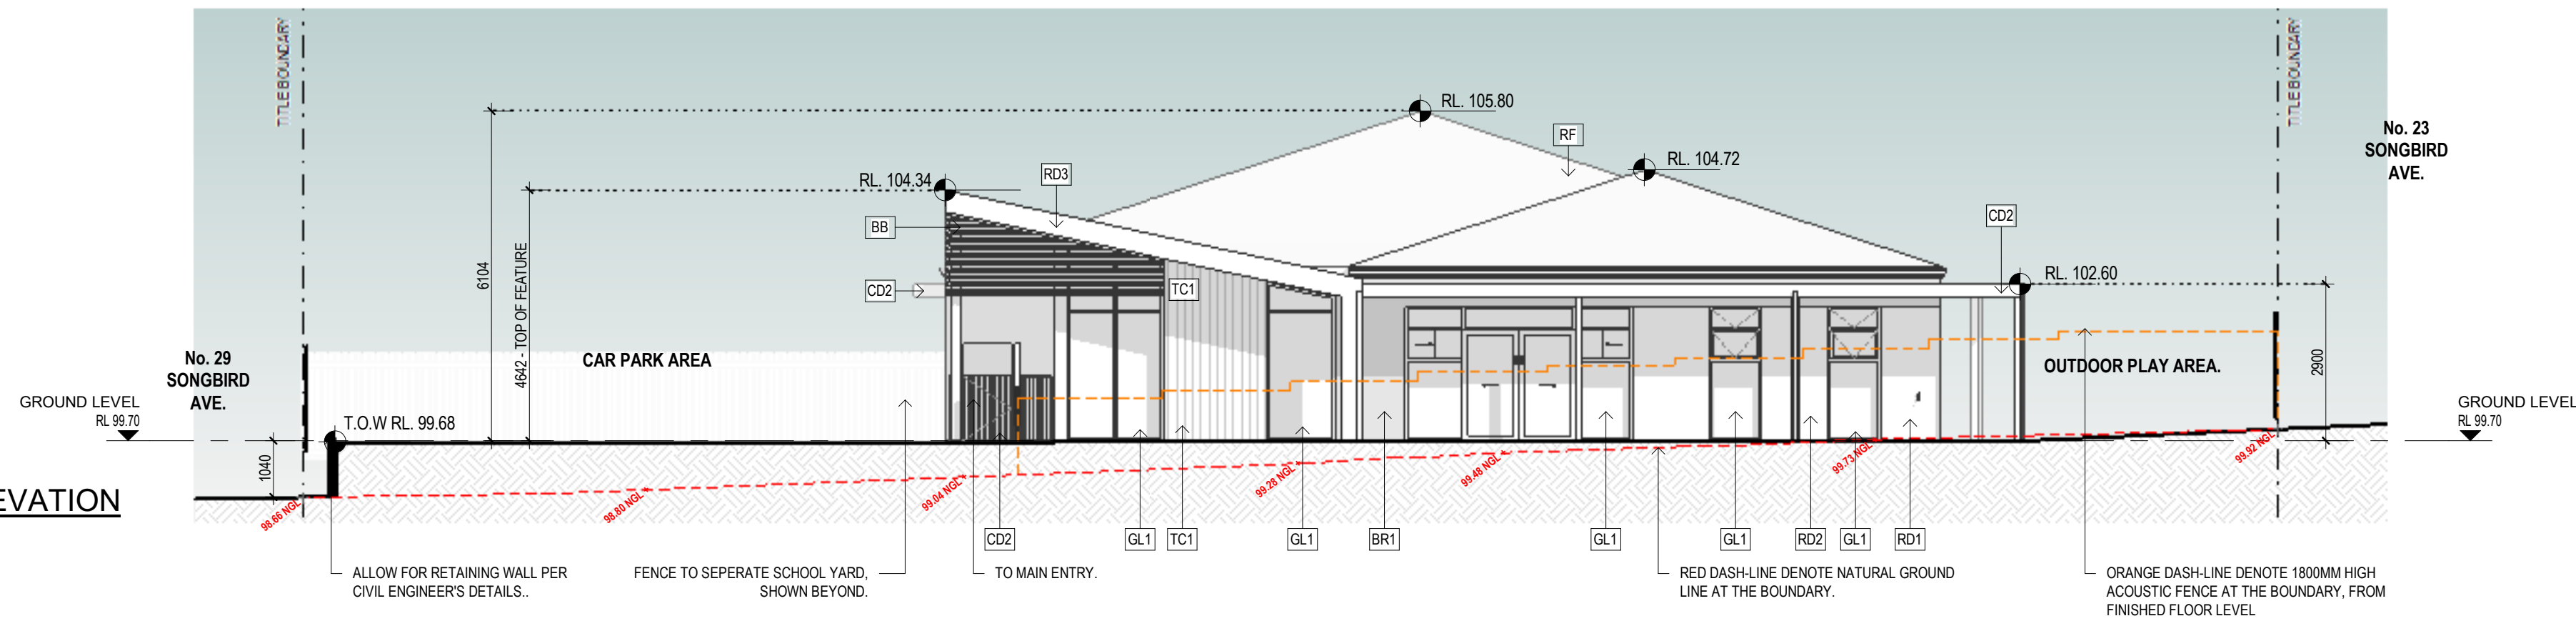 TITLE BOUNDARY
TITLE BOUNDARY
RL. 105.80
No. 23
SONGBIRD
AVE.
RF
RL. 104.72
RL. 104.34
RD3
BB
CD2
CD2
RL. 102.60
TC1
6104
4642 - TOP OF FEATURE
2900
No. 29
SONGBIRD
AVE.
CAR PARK AREA
OUTDOOR PLAY AREA.
GROUND LEVEL
RL 99.70
T.O.W RL. 99.68
GROUND LEVEL
RL 99.70
1040
EVATION
98.66 NGL
98.80 NGL
99.04 NGL
99.28 NGL
99.48 NGL
99.73 NGL
99.92 NGL
CD2
GL1
TC1
GL1
BR1
GL1
GL1
RD2
GL1
RD1
ALLOW FOR RETAINING WALL PER
CIVIL ENGINEER'S DETAILS..
FENCE TO SEPERATE SCHOOL YARD,
SHOWN BEYOND.
TO MAIN ENTRY.
RED DASH-LINE DENOTE NATURAL GROUND
LINE AT THE BOUNDARY.
ORANGE DASH-LINE DENOTE 1800MM HIGH
ACOUSTIC FENCE AT THE BOUNDARY, FROM
FINISHED FLOOR LEVEL